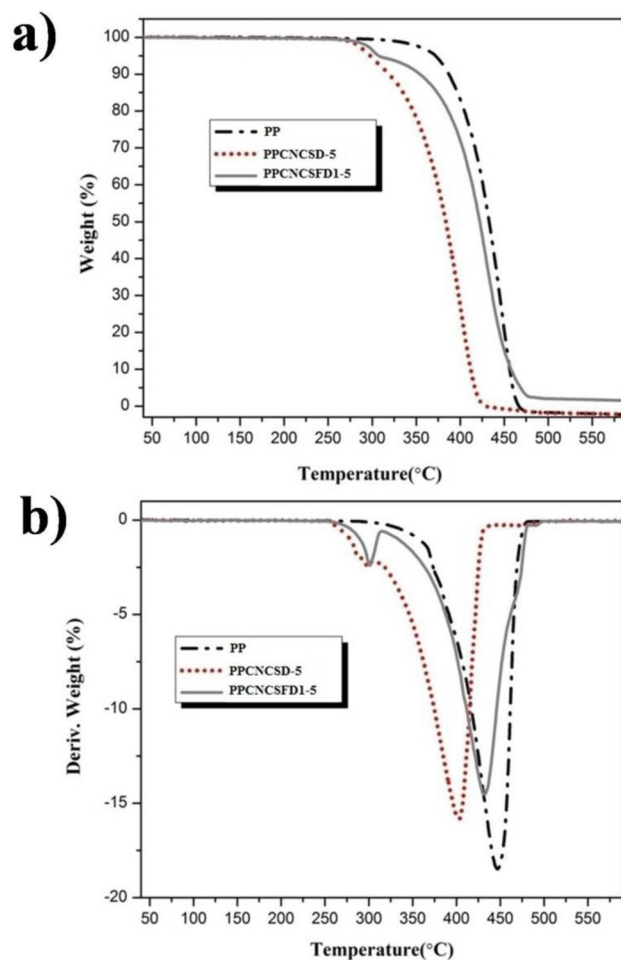 a)
100
90
80
70
60
50
40
30
20
10
0
Weight (%)
PP
PPCNCSD-5
PPCNCSFD1-5
50 100 150 200 250 300 350 400 450 500 550
Temperature(°C)
b)
0
-5
-10
-15
-20
Deriv. Weight (%)
PP
PPCNCSD-5
PPCNCSFD1-5
50 100 150 200 250 300 350 400 450 500 550
Temperature(°C)